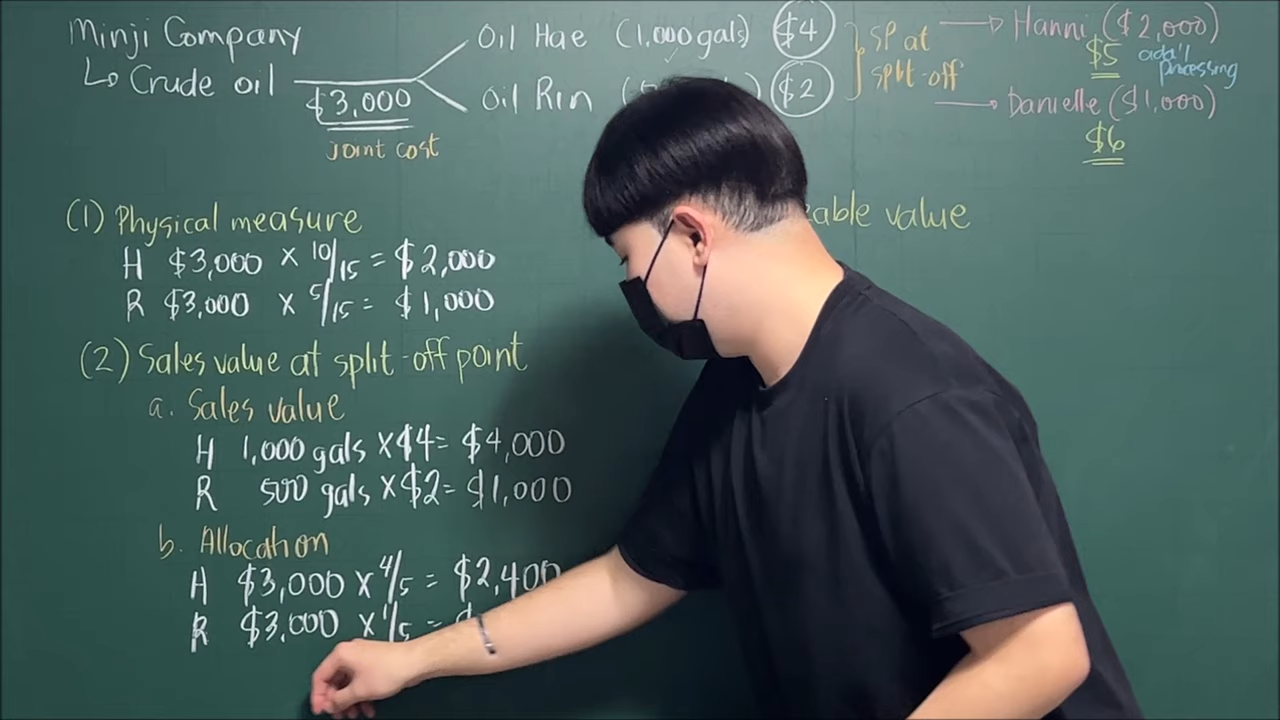 Minji Company
↳ Crude oil
$3,000
joint cost
Oil Hae (1,000 gals) $4
Oil Rin $2
SP at
split-off
→ Hanni ($2,000)
$5 add'l
processing
→ Danielle ($1,000)
$6
(1) Physical measure
H $3,000 x 10/15 = $2,000
R $3,000 x 5/15 = $1,000
(2) Sales value at split-off point
a. Sales value
H 1,000 gals x $4 = $4,000
R 500 gals x $2 = $1,000
b. Allocation
H $3,000 x 4/5 = $2,400
R $3,000 x 1/5 = $
value